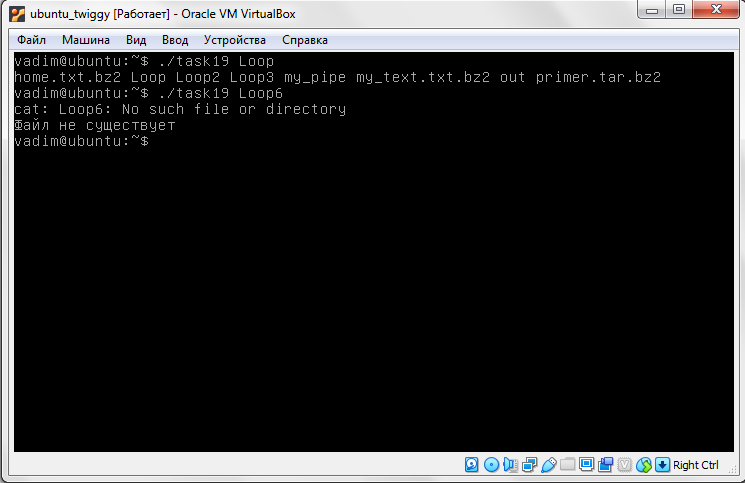 ubuntu_twiggy [Работает] - Oracle VM VirtualBox
Файл Машина Вид Ввод Устройства Справка
vadim@ubuntu:~$ ./task19 Loop
home.txt.bz2 Loop Loop2 Loop3 my_pipe my_text.txt.bz2 out primer.tar.bz2
vadim@ubuntu:~$ ./task19 Loop6
cat: Loop6: No such file or directory
Файл не существует
vadim@ubuntu:~$
Right Ctrl